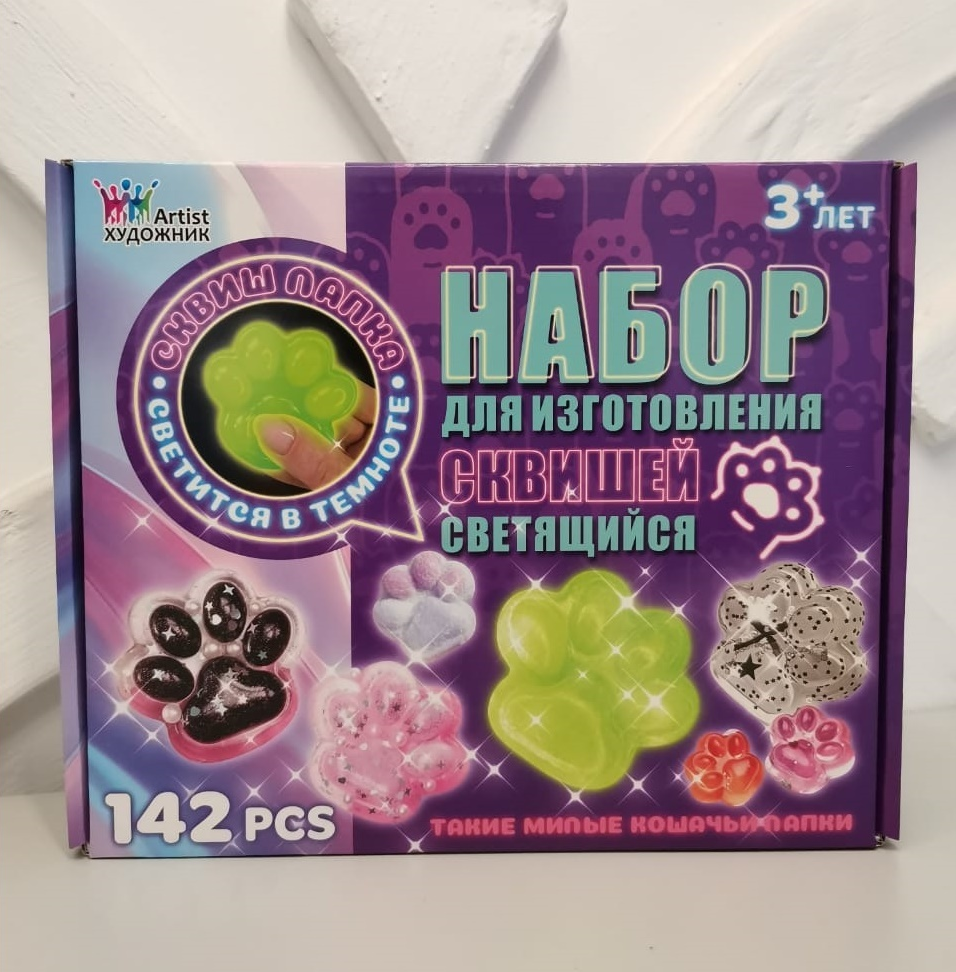 Artist
ХУДОЖНИК
3+ ЛЕТ
СКВИШ ЛАПКА
• СВЕТИТСЯ В ТЕМНОТЕ •
НАБОР
ДЛЯ ИЗГОТОВЛЕНИЯ
СКВИШЕЙ
СВЕТЯЩИЙСЯ
142 PCS
ТАКИЕ МИЛЫЕ КОШАЧЬИ ЛАПКИ